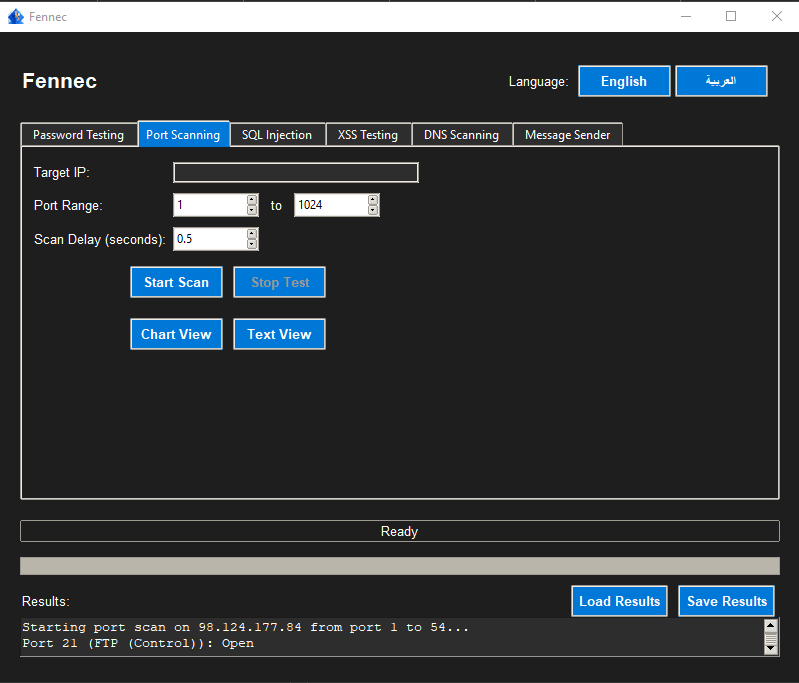 Fennec
Fennec
Language: English العربية
Password Testing Port Scanning SQL Injection XSS Testing DNS Scanning Message Sender
Target IP:
Port Range: 1 to 1024
Scan Delay (seconds): 0.5
Start Scan Stop Test
Chart View Text View
Ready
Results: Load Results Save Results
Starting port scan on 98.124.177.84 from port 1 to 54...
Port 21 (FTP (Control)): Open